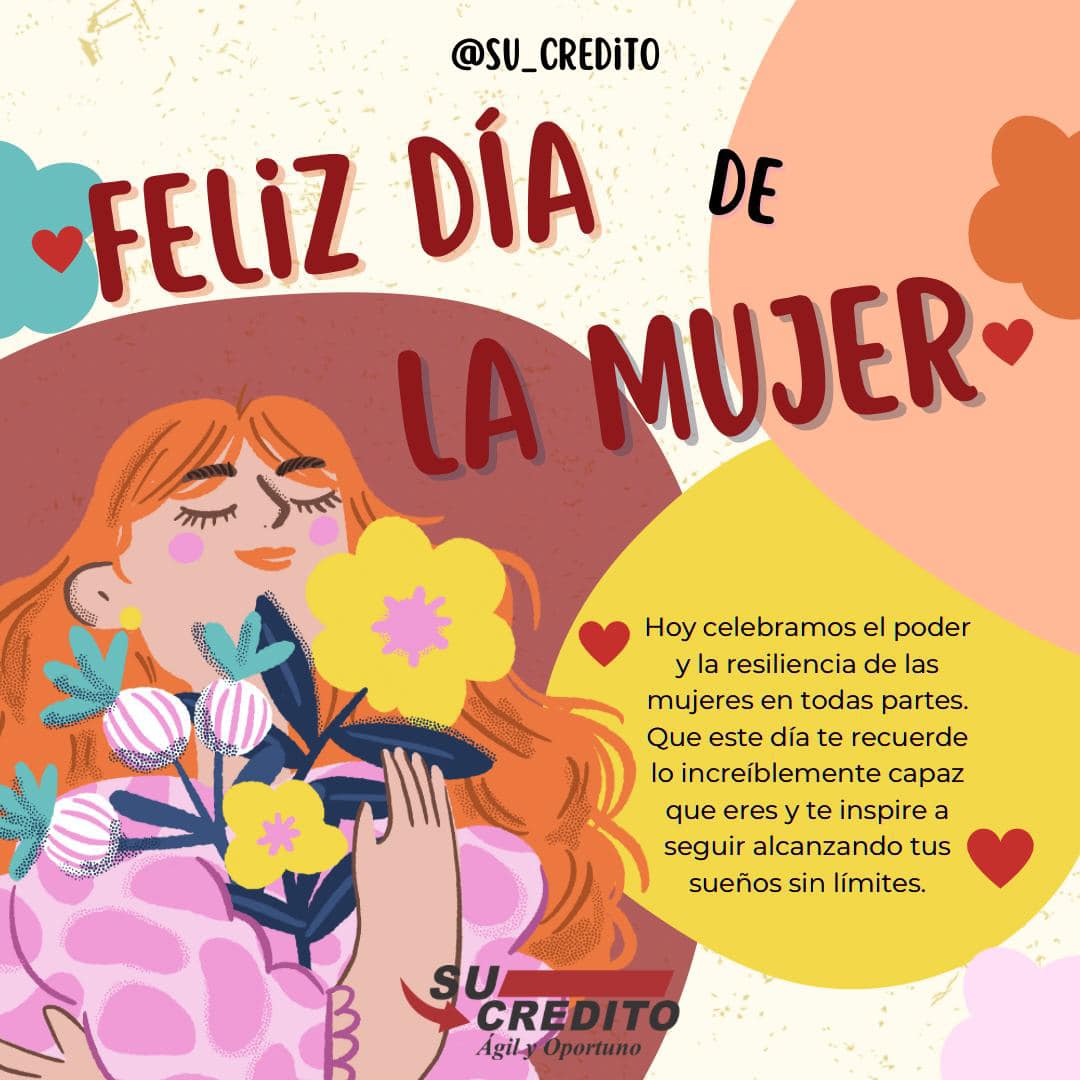 @SU_CREDiTO
FELiZ DÍA DE
LA MUJER
Hoy celebramos el poder
y la resiliencia de las
mujeres en todas partes.
Que este día te recuerde
lo increíblemente capaz
que eres y te inspire a
seguir alcanzando tus
sueños sin límites.
SU
CREDITO
Ágil y Oportuno